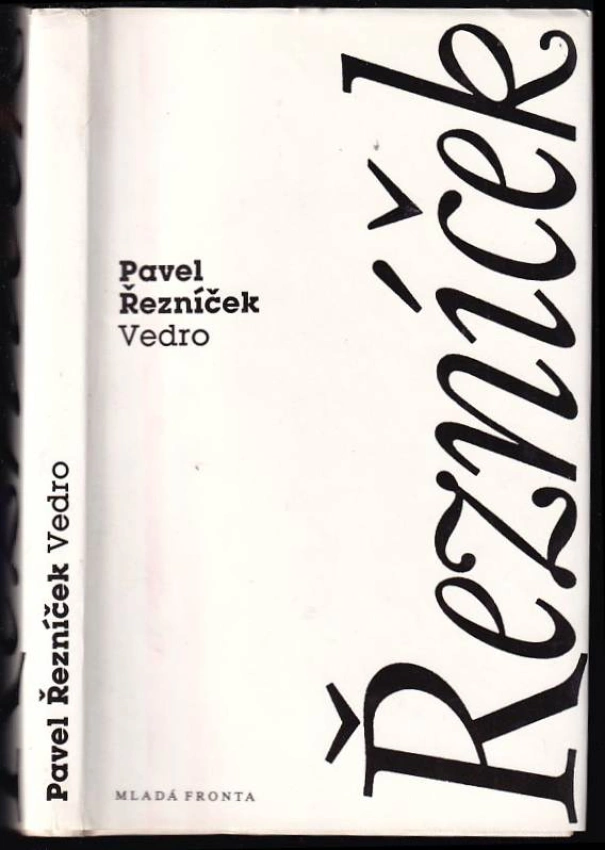 Pavel
Řezníček
Vedro
MLADÁ FRONTA
Řezníček
Pavel Řezníček Vedro